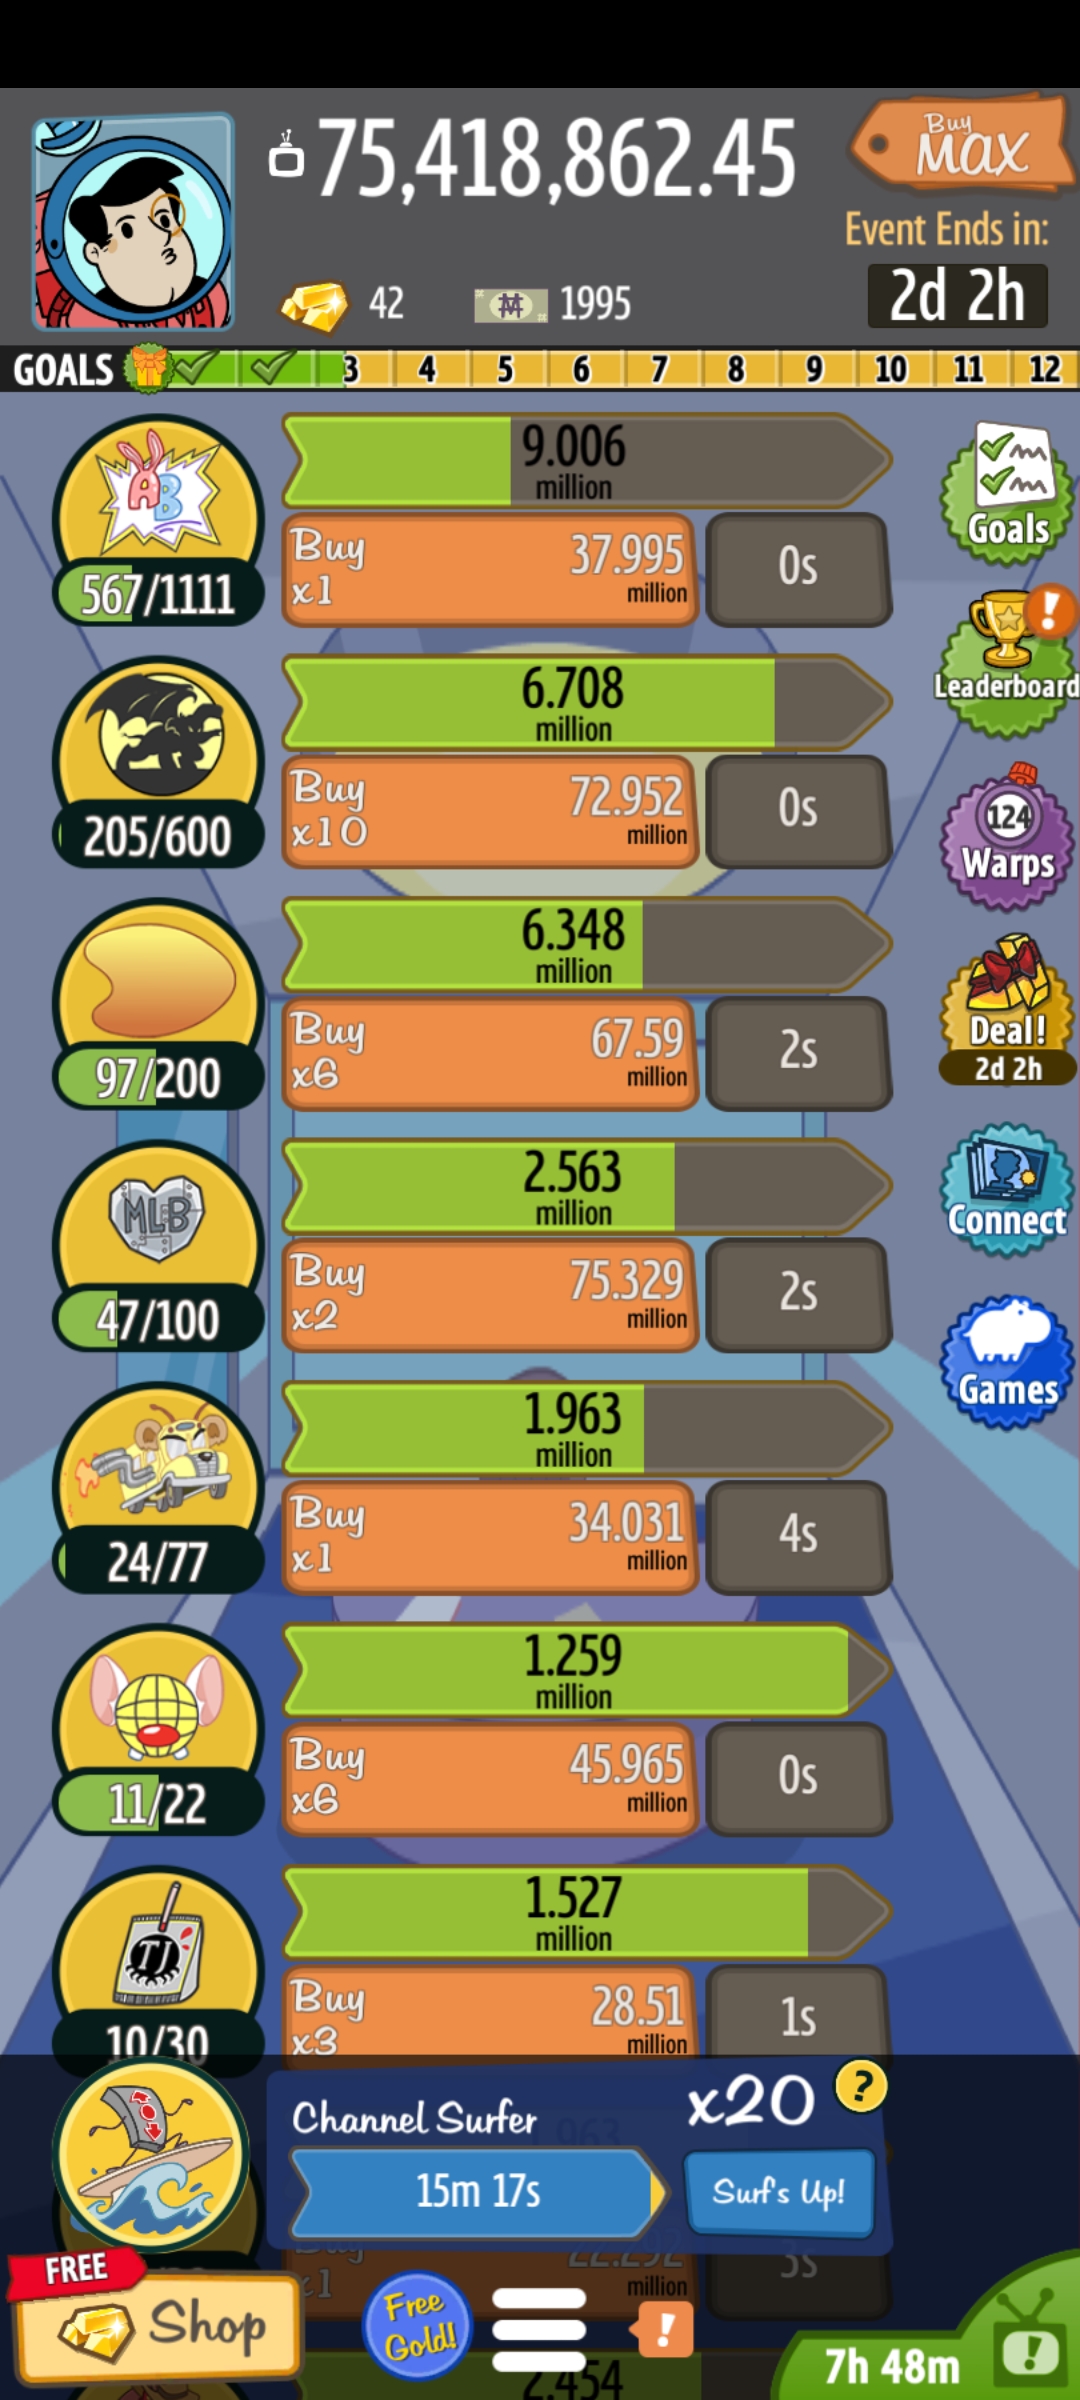 75,418,862.45
Buy
MAX
Event Ends in:
42
1995
2d 2h
GOALS 3 4 5 6 7 8 9 10 11 12
AB
9.006
million
Goals
567/1111
Buy
x1
37.995
million
0s
6.708
million
Leaderboard
205/600
Buy
x10
72.952
million
0s
124
Warps
6.348
million
Deal!
2d 2h
97/200
Buy
x6
67.59
million
2s
MLB
2.563
million
Connect
47/100
Buy
x2
75.329
million
2s
Games
1.963
million
24/77
Buy
x1
34.031
million
4s
1.259
million
11/22
Buy
x6
45.965
million
0s
TJ
1.527
million
10/30
Buy
x3
28.51
million
1s
Channel Surfer
x20
?
.963
15m 17s
Surf's Up!
Buy
x1
22.292
million
3s
FREE
Shop
Free
Gold!
!
7h 48m
!
2.454